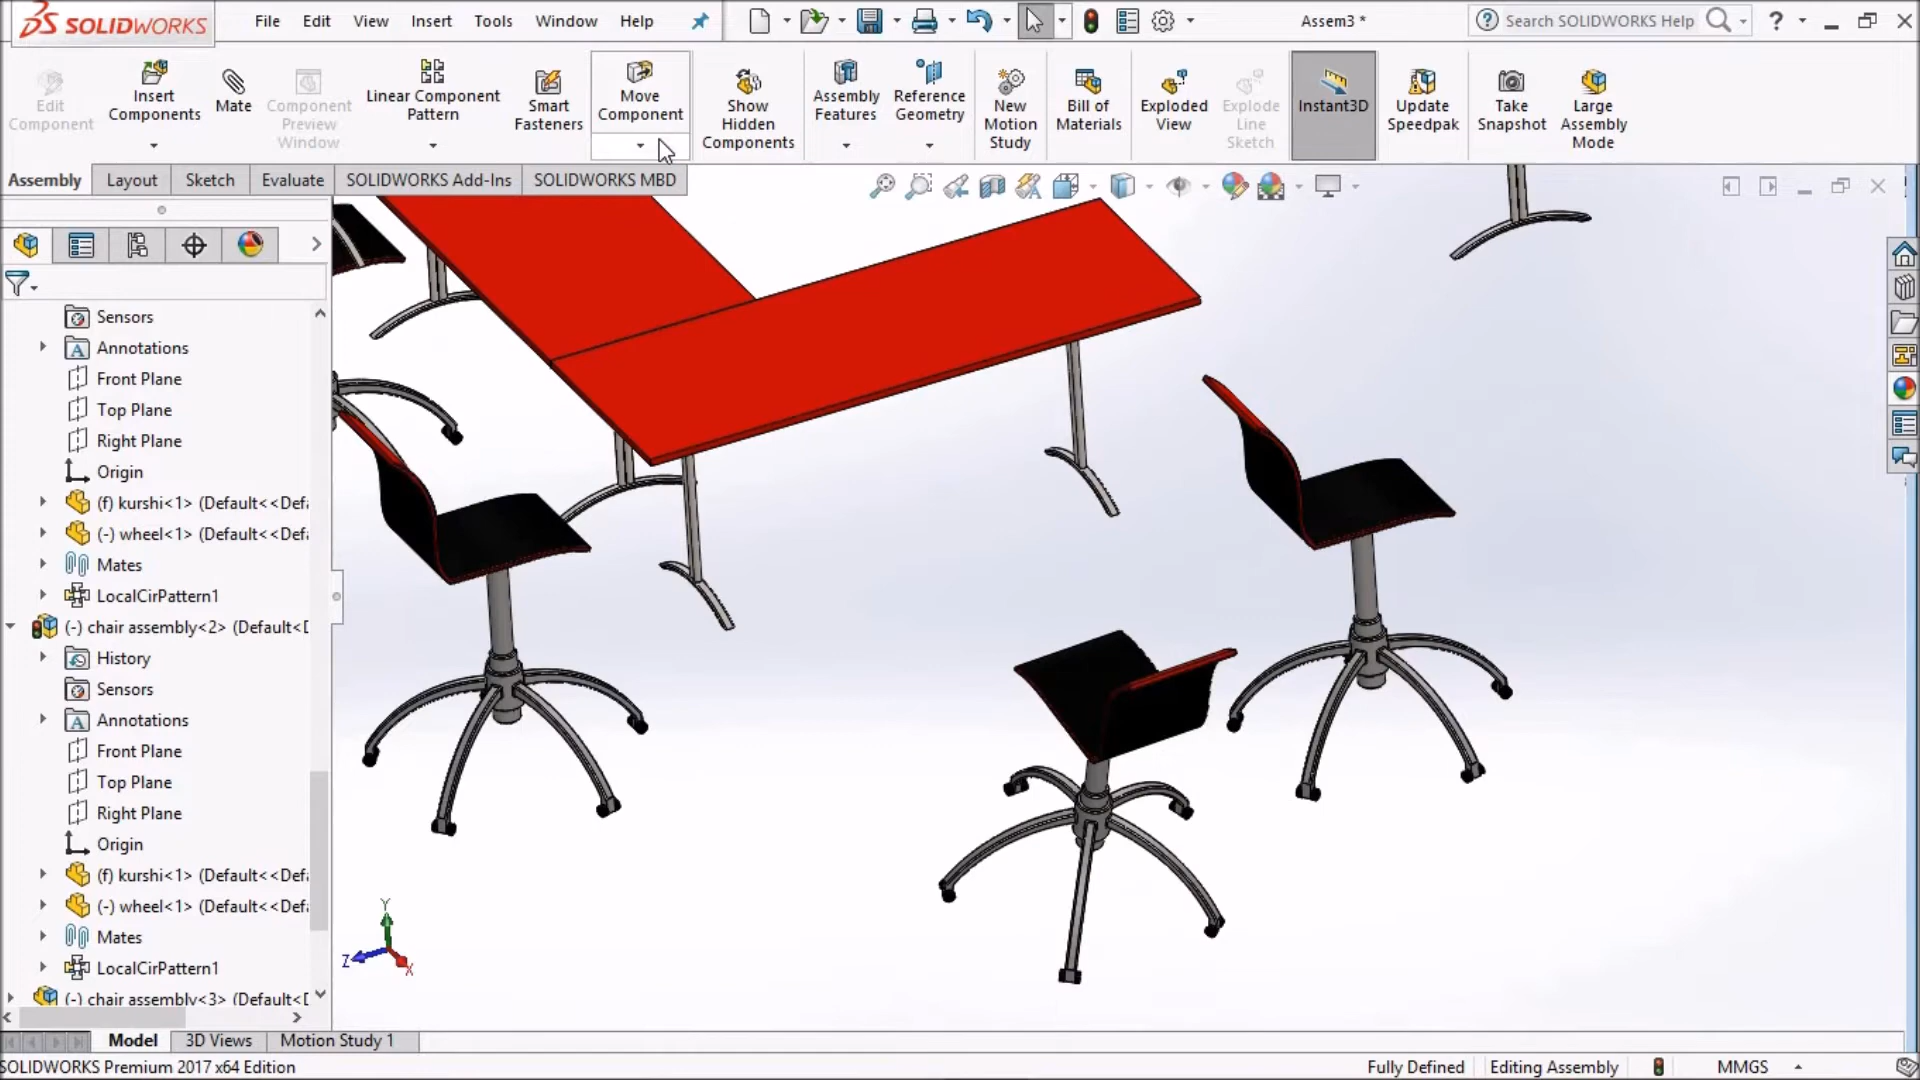 SOLIDWORKS File Edit View Insert Tools Window Help Assem3 * Search SOLIDWORKS Help ?
Edit Component
Insert Components
Mate
Component Preview Window
Linear Component Pattern
Smart Fasteners
Move Component
Show Hidden Components
Assembly Features
Reference Geometry
New Motion Study
Bill of Materials
Exploded View
Explode Line Sketch
Instant3D
Update Speedpak
Take Snapshot
Large Assembly Mode
Assembly Layout Sketch Evaluate SOLIDWORKS Add-Ins SOLIDWORKS MBD
Sensors
Annotations
Front Plane
Top Plane
Right Plane
Origin
(f) kurshi<1> (Default<<Def
(-) wheel<1> (Default<<Def
Mates
LocalCirPattern1
(-) chair assembly<2> (Default<D
History
Sensors
Annotations
Front Plane
Top Plane
Right Plane
Origin
(f) kurshi<1> (Default<<Def
(-) wheel<1> (Default<<Def
Mates
LocalCirPattern1
(-) chair assembly<3> (Default<D
Y
Z
X
Model 3D Views Motion Study 1
SOLIDWORKS Premium 2017 x64 Edition Fully Defined Editing Assembly MMGS